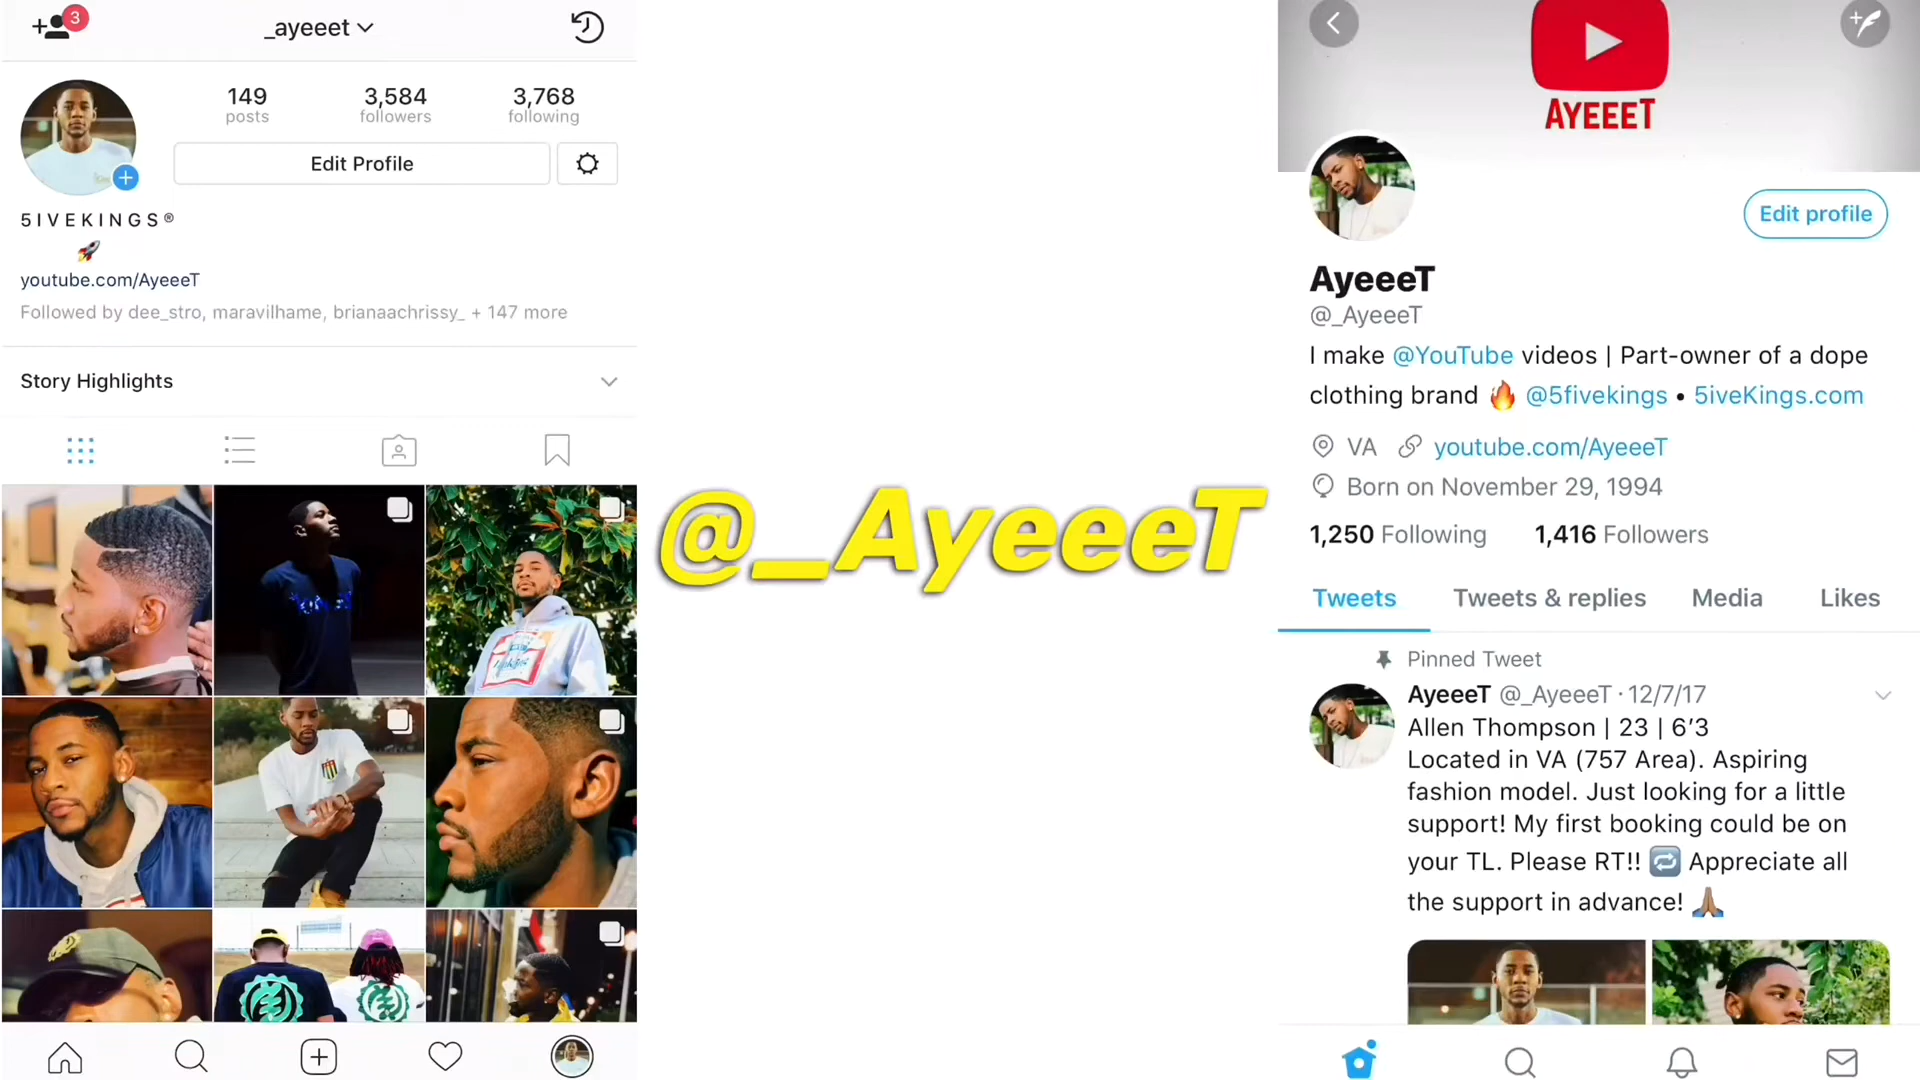 3
_ayeeet
149
posts
3,584
followers
3,768
following
Edit Profile
5IVEKINGS®
🚀
youtube.com/AyeeeT
Followed by dee_stro, maravilhame, brianaachrissy_ + 147 more
Story Highlights
@_AyeeeT
AYEEET
Edit profile
AyeeeT
@_AyeeeT
I make @YouTube videos | Part-owner of a dope
clothing brand 🔥 @5fivekings • 5iveKings.com
VA youtube.com/AyeeeT
Born on November 29, 1994
1,250 Following 1,416 Followers
Tweets Tweets & replies Media Likes
Pinned Tweet
AyeeeT @_AyeeeT · 12/7/17
Allen Thompson | 23 | 6’3
Located in VA (757 Area). Aspiring
fashion model. Just looking for a little
support! My first booking could be on
your TL. Please RT!! 🔁 Appreciate all
the support in advance! 🙏🏽